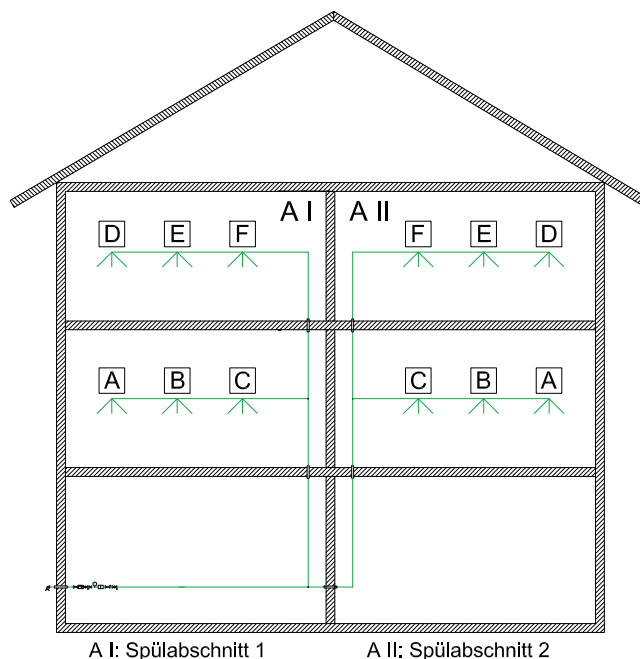 A I A II
D E F F E D
A B C C B A
A I: Spülabschnitt 1 A II: Spülabschnitt 2